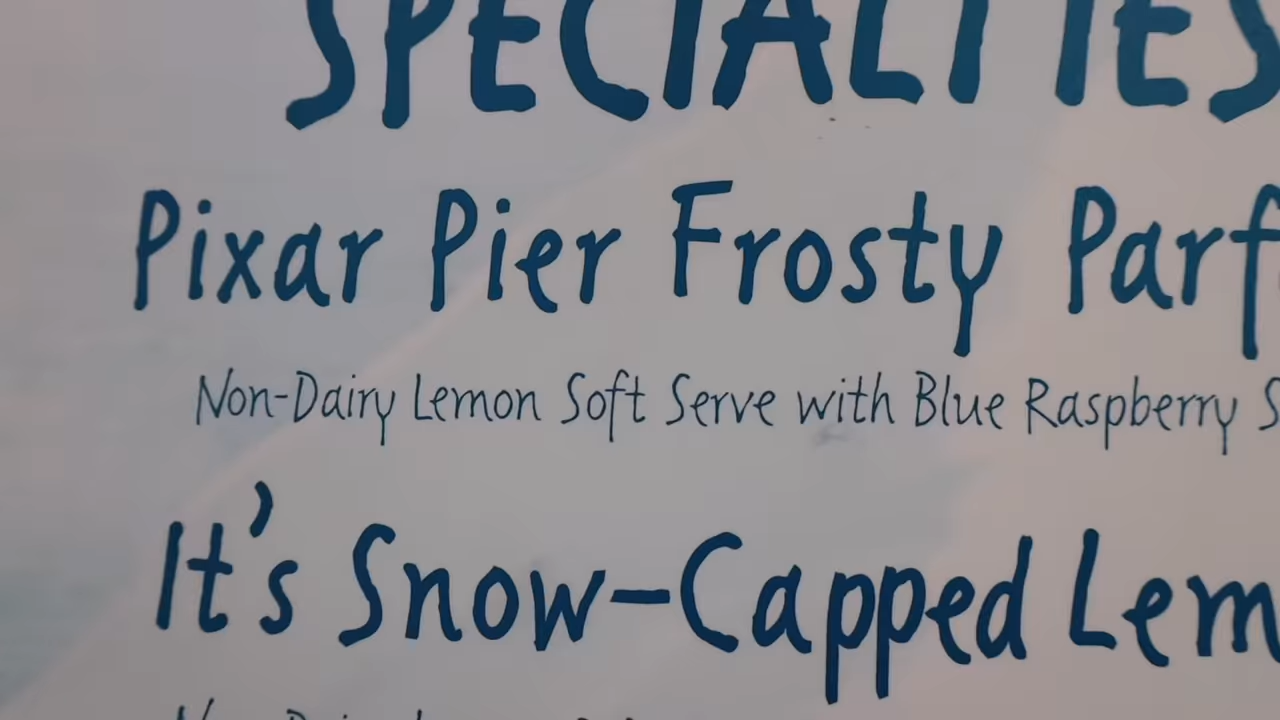 SPECIALTIES
Pixar Pier Frosty Parf
Non-Dairy Lemon Soft Serve with Blue Raspberry S
It's Snow-Capped Lem